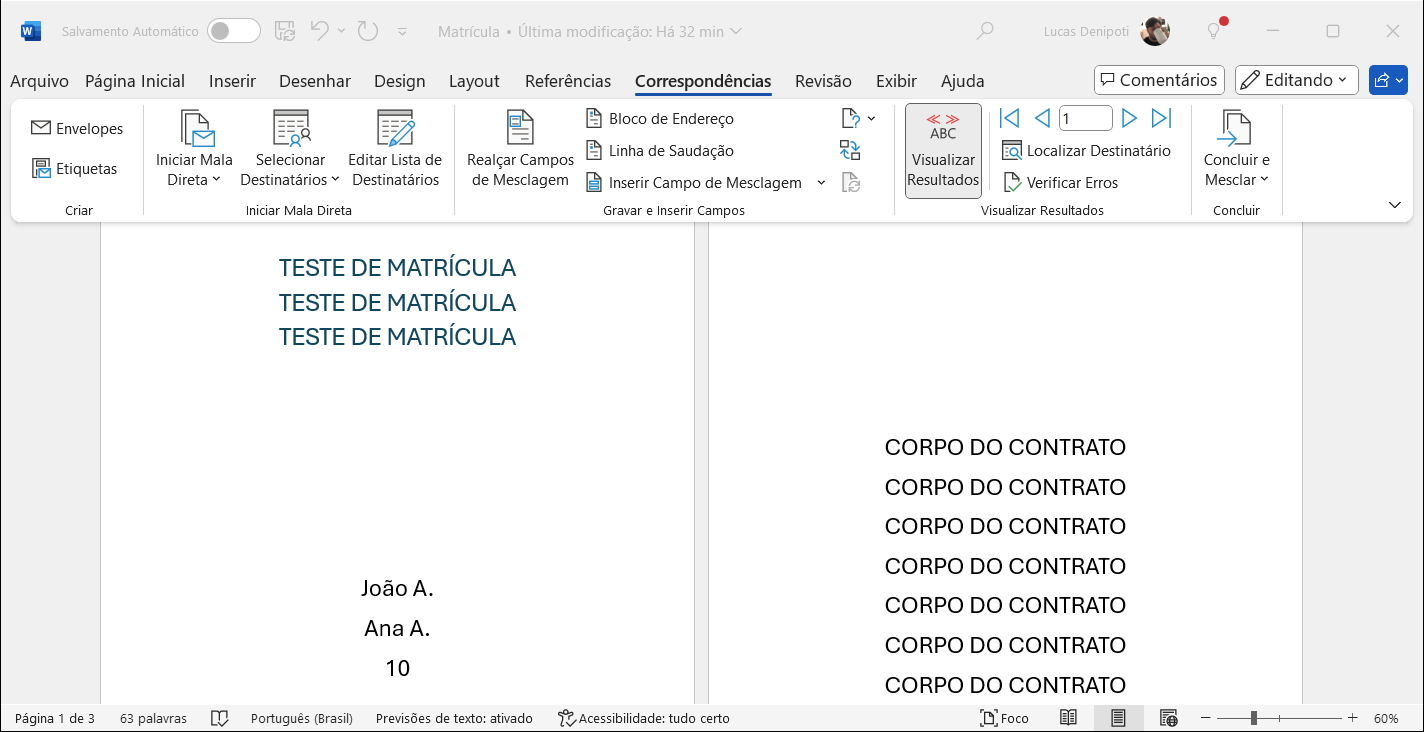 W Salvamento Automático Matrícula • Última modificação: Há 32 min Lucas Denipoti
Arquivo Página Inicial Inserir Desenhar Design Layout Referências Correspondências Revisão Exibir Ajuda Comentários Editando
Envelopes
Etiquetas
Criar
Iniciar Mala
Direta
Selecionar
Destinatários
Editar Lista de
Destinatários
Iniciar Mala Direta
Realçar Campos
de Mesclagem
Bloco de Endereço
Linha de Saudação
Inserir Campo de Mesclagem
Gravar e Inserir Campos
ABC
Visualizar
Resultados
1
Localizar Destinatário
Verificar Erros
Visualizar Resultados
Concluir e
Mesclar
Concluir
TESTE DE MATRÍCULA
TESTE DE MATRÍCULA
TESTE DE MATRÍCULA
João A.
Ana A.
10
CORPO DO CONTRATO
CORPO DO CONTRATO
CORPO DO CONTRATO
CORPO DO CONTRATO
CORPO DO CONTRATO
CORPO DO CONTRATO
CORPO DO CONTRATO
Página 1 de 3 63 palavras Português (Brasil) Previsões de texto: ativado Acessibilidade: tudo certo Foco 60%